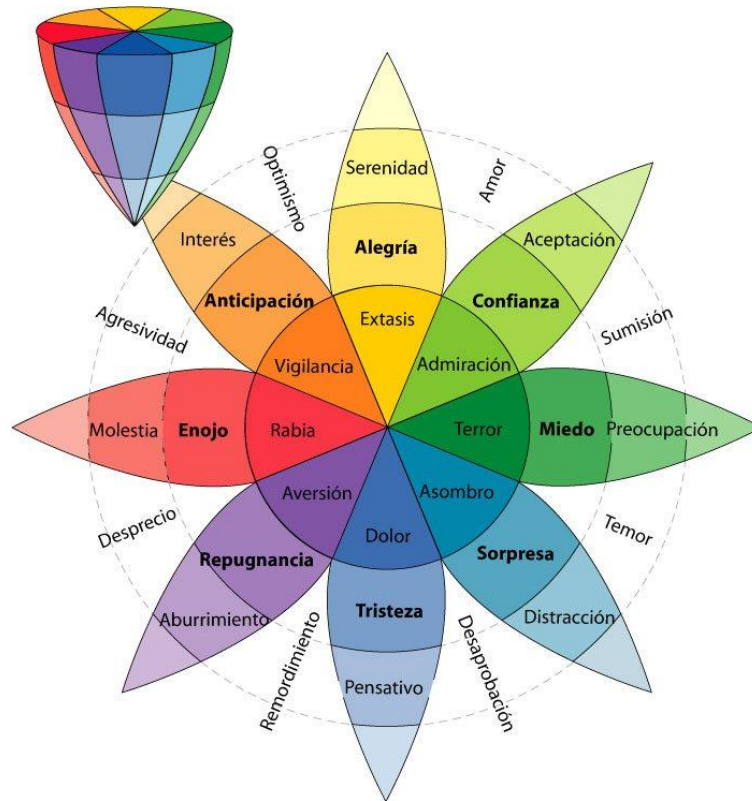 Serenidad
Optimismo
Amor
Interés
Aceptación
Alegría
Anticipación
Confianza
Agresividad
Extasis
Sumisión
Vigilancia
Admiración
Molestia
Enojo
Rabia
Terror
Miedo
Preocupación
Aversión
Asombro
Desprecio
Dolor
Temor
Repugnancia
Sorpresa
Aburrimiento
Tristeza
Distracción
Remordimiento
Pensativo
Desaprobación